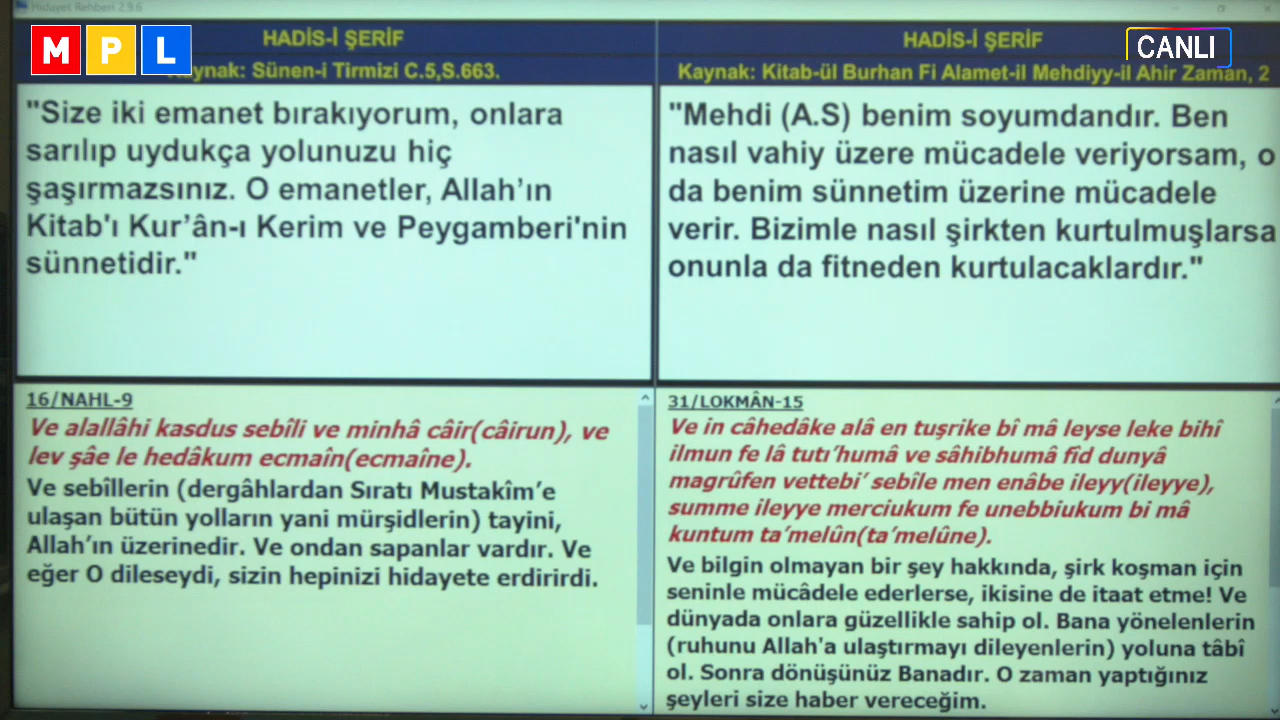 Hidayet Rehberi 2.9.6
MPL
CANLI
HADİS-İ ŞERİF
Kaynak: Sünen-i Tirmizi C.5,S.663.
"Size iki emanet bırakıyorum, onlara
sarılıp uydukça yolunuzu hiç
şaşırmazsınız. O emanetler, Allah’ın
Kitab'ı Kur’ân-ı Kerim ve Peygamberi'nin
sünnetidir."
HADİS-İ ŞERİF
Kaynak: Kitab-ül Burhan Fi Alamet-il Mehdiyy-il Ahir Zaman, 2
"Mehdi (A.S) benim soyumdandır. Ben
nasıl vahiy üzere mücadele veriyorsam, o
da benim sünnetim üzerine mücadele
verir. Bizimle nasıl şirkten kurtulmuşlarsa
onunla da fitneden kurtulacaklardır."
16/NAHL-9
Ve alallâhi kasdus sebîli ve minhâ câir(câirun), ve
lev şâe le hedâkum ecmaîn(ecmaîne).
Ve sebîllerin (dergâhlardan Sıratı Mustakîm’e
ulaşan bütün yolların yani mürşidlerin) tayini,
Allah’ın üzerinedir. Ve ondan sapanlar vardır. Ve
eğer O dileseydi, sizin hepinizi hidayete erdirirdi.
31/LOKMÂN-15
Ve in câhedâke alâ en tuşrike bî mâ leyse leke bihî
ilmun fe lâ tutı’humâ ve sâhibhumâ fîd dunyâ
magrûfen vettebi’ sebîle men enâbe ileyy(ileyye),
summe ileyye merciukum fe unebbiukum bi mâ
kuntum ta’melûn(ta’melûne).
Ve bilgin olmayan bir şey hakkında, şirk koşman için
seninle mücâdele ederlerse, ikisine de itaat etme! Ve
dünyada onlara güzellikle sahip ol. Bana yönelenlerin
(ruhunu Allah'a ulaştırmayı dileyenlerin) yoluna tâbî
ol. Sonra dönüşünüz Banadır. O zaman yaptığınız
şeyleri size haber vereceğim.